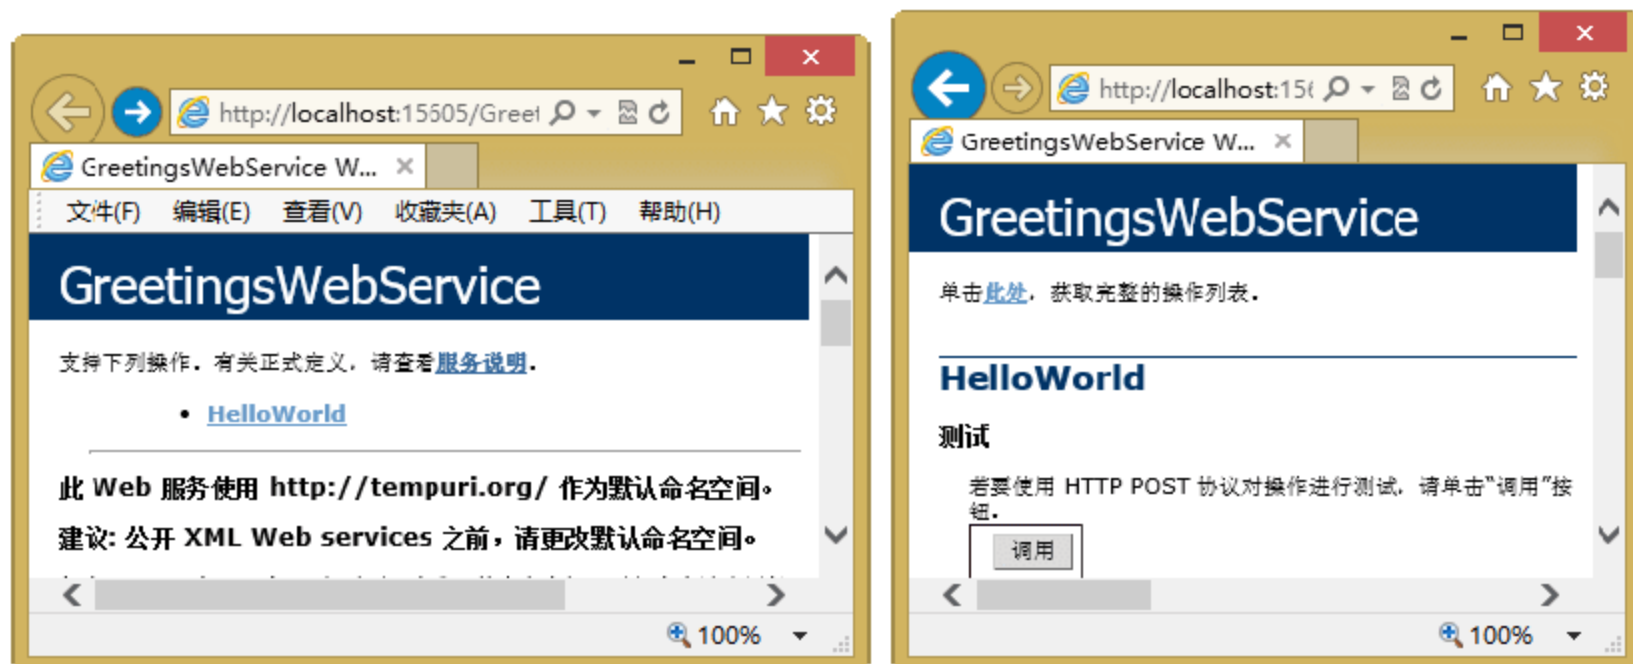 http://localhost:15605/Greet
GreetingsWebService W...
文件(F) 编辑(E) 查看(V) 收藏夹(A) 工具(T) 帮助(H)
GreetingsWebService
支持下列操作。有关正式定义，请查看服务说明。
• HelloWorld
此 Web 服务使用 http://tempuri.org/ 作为默认命名空间。
建议: 公开 XML Web services 之前，请更改默认命名空间。
100%
http://localhost:156
GreetingsWebService W...
GreetingsWebService
单击此处，获取完整的操作列表。
HelloWorld
测试
若要使用 HTTP POST 协议对操作进行测试，请单击“调用”按
钮。
调用
100%